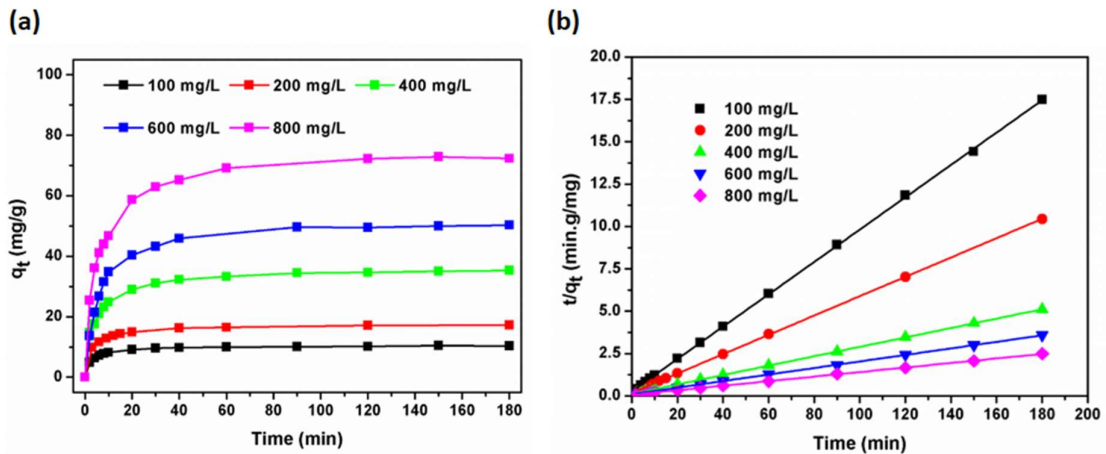 (a)
100
80
60
40
20
0
qt (mg/g)
100 mg/L 200 mg/L 400 mg/L
600 mg/L 800 mg/L
0 20 40 60 80 100 120 140 160 180
Time (min)
(b)
20.0
17.5
15.0
12.5
10.0
7.5
5.0
2.5
0.0
t/qt (min.g/mg)
100 mg/L
200 mg/L
400 mg/L
600 mg/L
800 mg/L
0 20 40 60 80 100 120 140 160 180 200
Time (min)